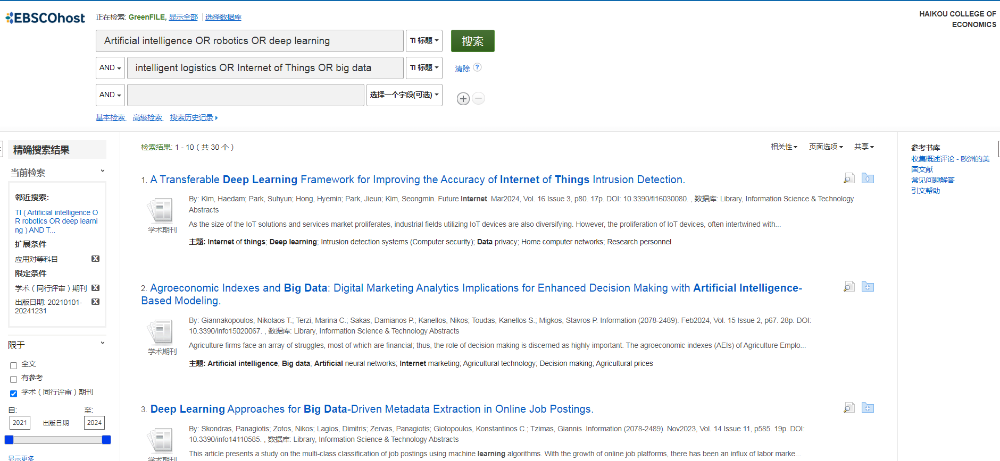 EBSCOhost
正在检索: GreenFILE, 显示全部 选择数据库
HAIKOU COLLEGE OF
ECONOMICS
Artificial intelligence OR robotics OR deep learning
TI 标题
搜索
AND
intelligent logistics OR Internet of Things OR big data
TI 标题
清除 ?
AND
选择一个字段(可选)
基本检索 高级检索 搜索历史记录
精确搜索结果
当前检索
邻近搜索:
TI ( Artificial intelligence O
R robotics OR deep learni
ng ) AND T...
扩展条件
应用对等科目
限定条件
学术（同行评审）期刊
出版日期: 20210101-
20241231
限于
全文
有参考
学术（同行评审）期刊
自: 至:
2021 出版日期 2024
显示更多
检索结果: 1 - 10（共 30 个）
相关性 页面选项 共享
1. A Transferable Deep Learning Framework for Improving the Accuracy of Internet of Things Intrusion Detection.
学术期刊
By: Kim, Haedam; Park, Suhyun; Hong, Hyemin; Park, Jieun; Kim, Seongmin. Future Internet. Mar2024, Vol. 16 Issue 3, p80. 17p. DOI: 10.3390/fi16030080. , 数据库: Library, Information Science & Technology
Abstracts
As the size of the IoT solutions and services market proliferates, industrial fields utilizing IoT devices are also diversifying. However, the proliferation of IoT devices, often intertwined with...
主题: Internet of things; Deep learning; Intrusion detection systems (Computer security); Data privacy; Home computer networks; Research personnel
2. Agroeconomic Indexes and Big Data: Digital Marketing Analytics Implications for Enhanced Decision Making with Artificial Intelligence-
Based Modeling.
学术期刊
By: Giannakopoulos, Nikolaos T.; Terzi, Marina C.; Sakas, Damianos P.; Kanellos, Nikos; Toudas, Kanellos S.; Migkos, Stavros P. Information (2078-2489). Feb2024, Vol. 15 Issue 2, p67. 28p. DOI:
10.3390/info15020067. , 数据库: Library, Information Science & Technology Abstracts
Agriculture firms face an array of struggles, most of which are financial; thus, the role of decision making is discerned as highly important. The agroeconomic indexes (AEIs) of Agriculture Emplo...
主题: Artificial intelligence; Big data; Artificial neural networks; Internet marketing; Agricultural technology; Decision making; Agricultural prices
3. Deep Learning Approaches for Big Data-Driven Metadata Extraction in Online Job Postings.
学术期刊
By: Skondras, Panagiotis; Zotos, Nikos; Lagios, Dimitris; Zervas, Panagiotis; Giotopoulos, Konstantinos C.; Tzimas, Giannis. Information (2078-2489). Nov2023, Vol. 14 Issue 11, p585. 19p. DOI:
10.3390/info14110585. , 数据库: Library, Information Science & Technology Abstracts
This article presents a study on the multi-class classification of job postings using machine learning algorithms. With the growth of online job platforms, there has been an influx of labor marke...
参考书库
收集概述评论 - 欧洲的美
国文献
常见问题解答
引文帮助